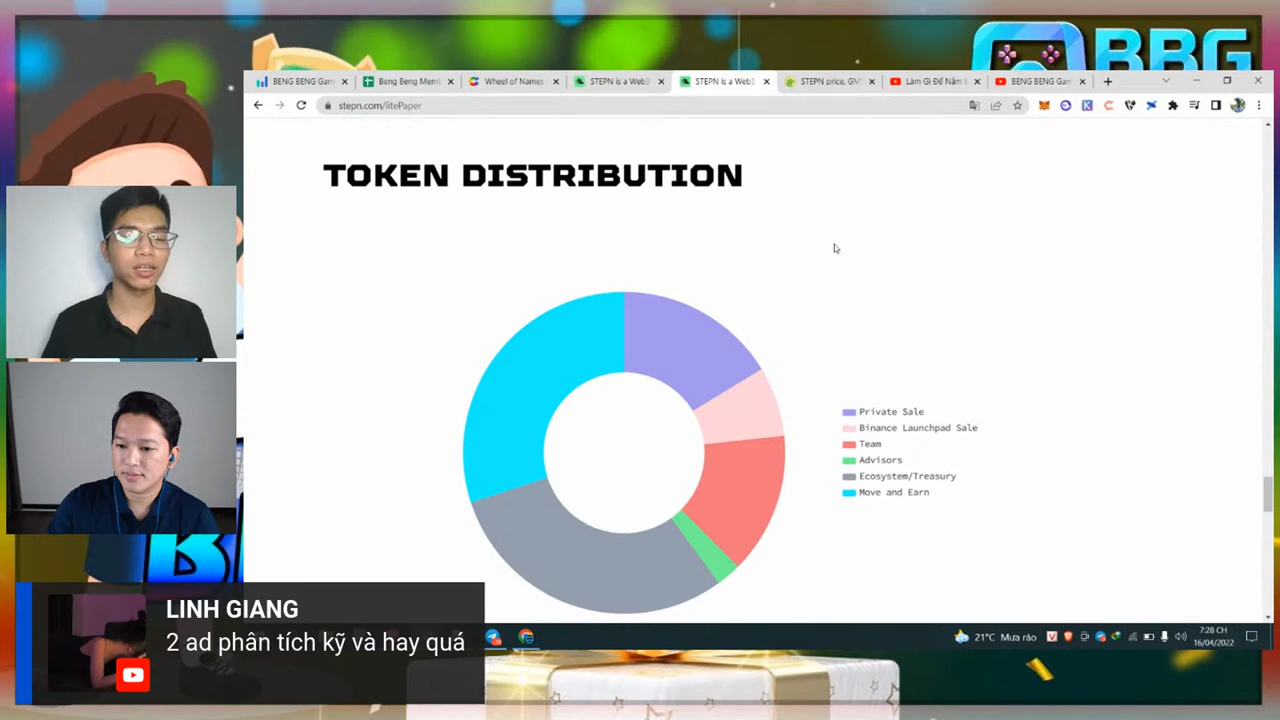 BBG
BENG BENG Gam
Beng Beng Memb
Wheel of Names
STEPN is a Web3
STEPN is a Web3
STEPN price, GM
Làm Gì Để Nắm B
BENG BENG Gam
stepn.com/litePaper
TOKEN DISTRIBUTION
Private Sale
Binance Launchpad Sale
Team
Advisors
Ecosystem/Treasury
Move and Earn
LINH GIANG
2 ad phân tích kỹ và hay quá
21°C Mưa rào
7:28 CH
16/04/2022